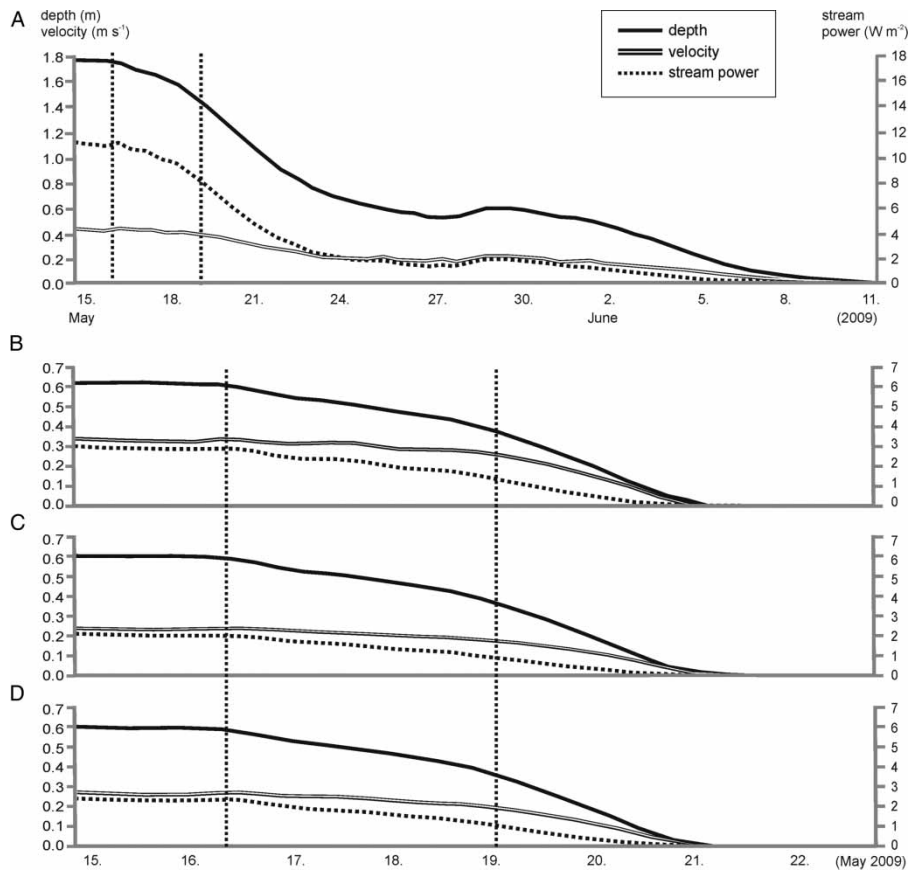 A
depth (m)
velocity (m s⁻¹)
stream
power (W m⁻²)
depth
velocity
stream power
1.8 18
1.6 16
1.4 14
1.2 12
1.0 10
0.8 8
0.6 6
0.4 4
0.2 2
0.0 0
15. 18. 21. 24. 27. 30. 2. 5. 8. 11.
May June (2009)
B
0.7 7
0.6 6
0.5 5
0.4 4
0.3 3
0.2 2
0.1 1
0.0 0
C
0.7 7
0.6 6
0.5 5
0.4 4
0.3 3
0.2 2
0.1 1
0.0 0
D
0.7 7
0.6 6
0.5 5
0.4 4
0.3 3
0.2 2
0.1 1
0.0 0
15. 16. 17. 18. 19. 20. 21. 22. (May 2009)